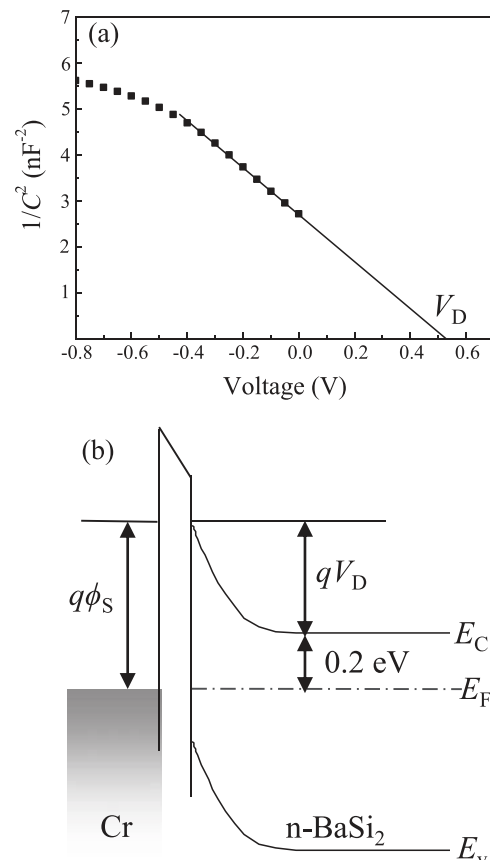 (a)
7
6
5
4
3
2
1
1/C² (nF⁻²)
V_D
-0.8 -0.6 -0.4 -0.2 0.0 0.2 0.4 0.6
Voltage (V)
(b)
qϕ_S
qV_D
E_C
0.2 eV
E_F
Cr
n-BaSi₂
E_v